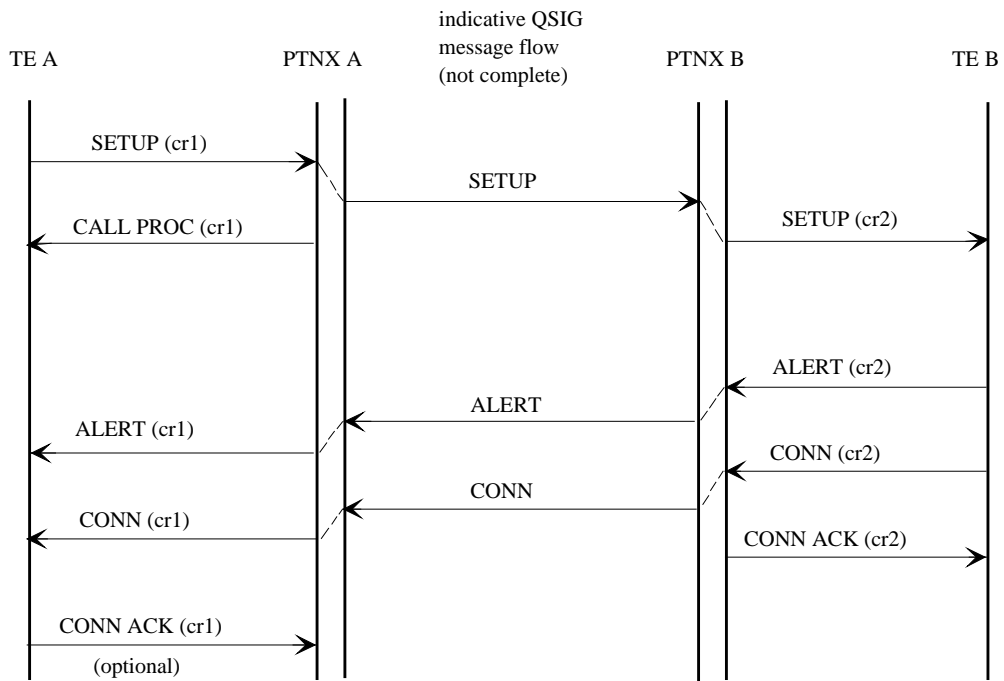 indicative QSIG
message flow
(not complete)
TE A
PTNX A
PTNX B
TE B
SETUP (cr1)
SETUP
SETUP (cr2)
CALL PROC (cr1)
ALERT (cr2)
ALERT
ALERT (cr1)
CONN (cr2)
CONN
CONN (cr1)
CONN ACK (cr2)
CONN ACK (cr1)
(optional)